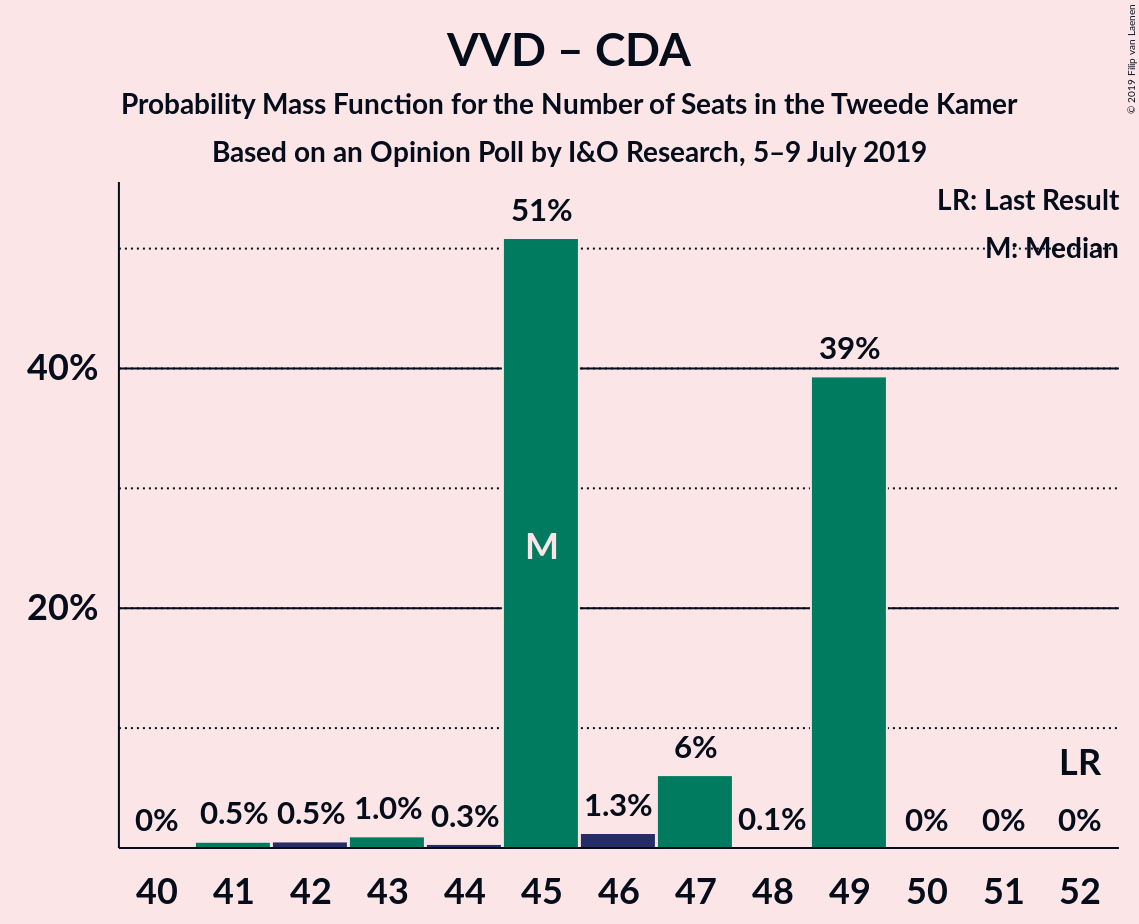 VVD – CDA
Probability Mass Function for the Number of Seats in the Tweede Kamer
Based on an Opinion Poll by I&O Research, 5–9 July 2019
© 2019 Filip van Laenen
LR: Last Result
M: Median
51%
39%
40%
M
20%
6%
LR
0% 0.5% 0.5% 1.0% 0.3% 1.3% 0.1% 0% 0% 0%
40 41 42 43 44 45 46 47 48 49 50 51 52